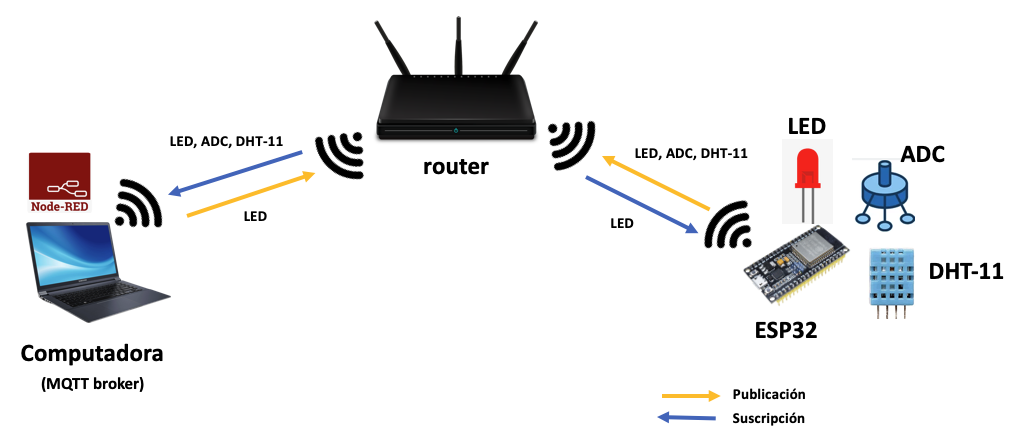 LED
LED, ADC, DHT-11
LED, ADC, DHT-11
ADC
router
Node-RED
LED
LED
DHT-11
ESP32
Computadora
(MQTT broker)
Publicación
Suscripción